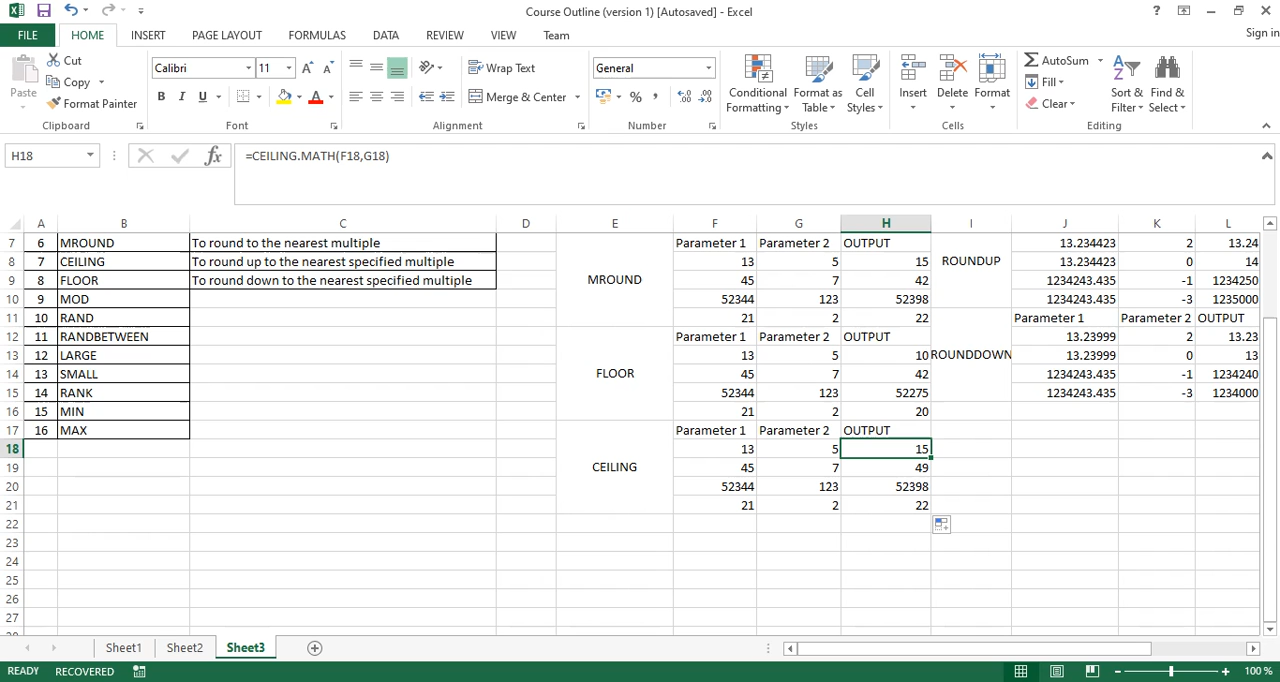 Course Outline (version 1) [Autosaved] - Excel
?
Sign in
FILE HOME INSERT PAGE LAYOUT FORMULAS DATA REVIEW VIEW Team
Paste
Cut
Copy
Format Painter
Clipboard
Calibri 11 A A
B I U A
Font
Wrap Text
Merge & Center
Alignment
General
% ,
Number
Conditional Formatting
Format as Table
Cell Styles
Styles
Insert Delete Format
Cells
AutoSum
Fill
Clear
Sort & Filter
Find & Select
Editing
H18 fx =CEILING.MATH(F18,G18)
A B C D E F G H I J K L
7 6 MROUND To round to the nearest multiple Parameter 1 Parameter 2 OUTPUT 13.234423 2 13.24
8 7 CEILING To round up to the nearest specified multiple 13 5 15 ROUNDUP 13.234423 0 14
9 8 FLOOR To round down to the nearest specified multiple MROUND 45 7 42 1234243.435 -1 1234250
10 9 MOD 52344 123 52398 1234243.435 -3 1235000
11 10 RAND 21 2 22 Parameter 1 Parameter 2 OUTPUT
12 11 RANDBETWEEN Parameter 1 Parameter 2 OUTPUT 13.23999 2 13.23
13 12 LARGE 13 5 10 ROUNDDOWN 13.23999 0 13
14 13 SMALL FLOOR 45 7 42 1234243.435 -1 1234240
15 14 RANK 52344 123 52275 1234243.435 -3 1234000
16 15 MIN 21 2 20
17 16 MAX Parameter 1 Parameter 2 OUTPUT
18 13 5 15
19 CEILING 45 7 49
20 52344 123 52398
21 21 2 22
22
23
24
25
26
27
Sheet1 Sheet2 Sheet3
READY RECOVERED 100 %